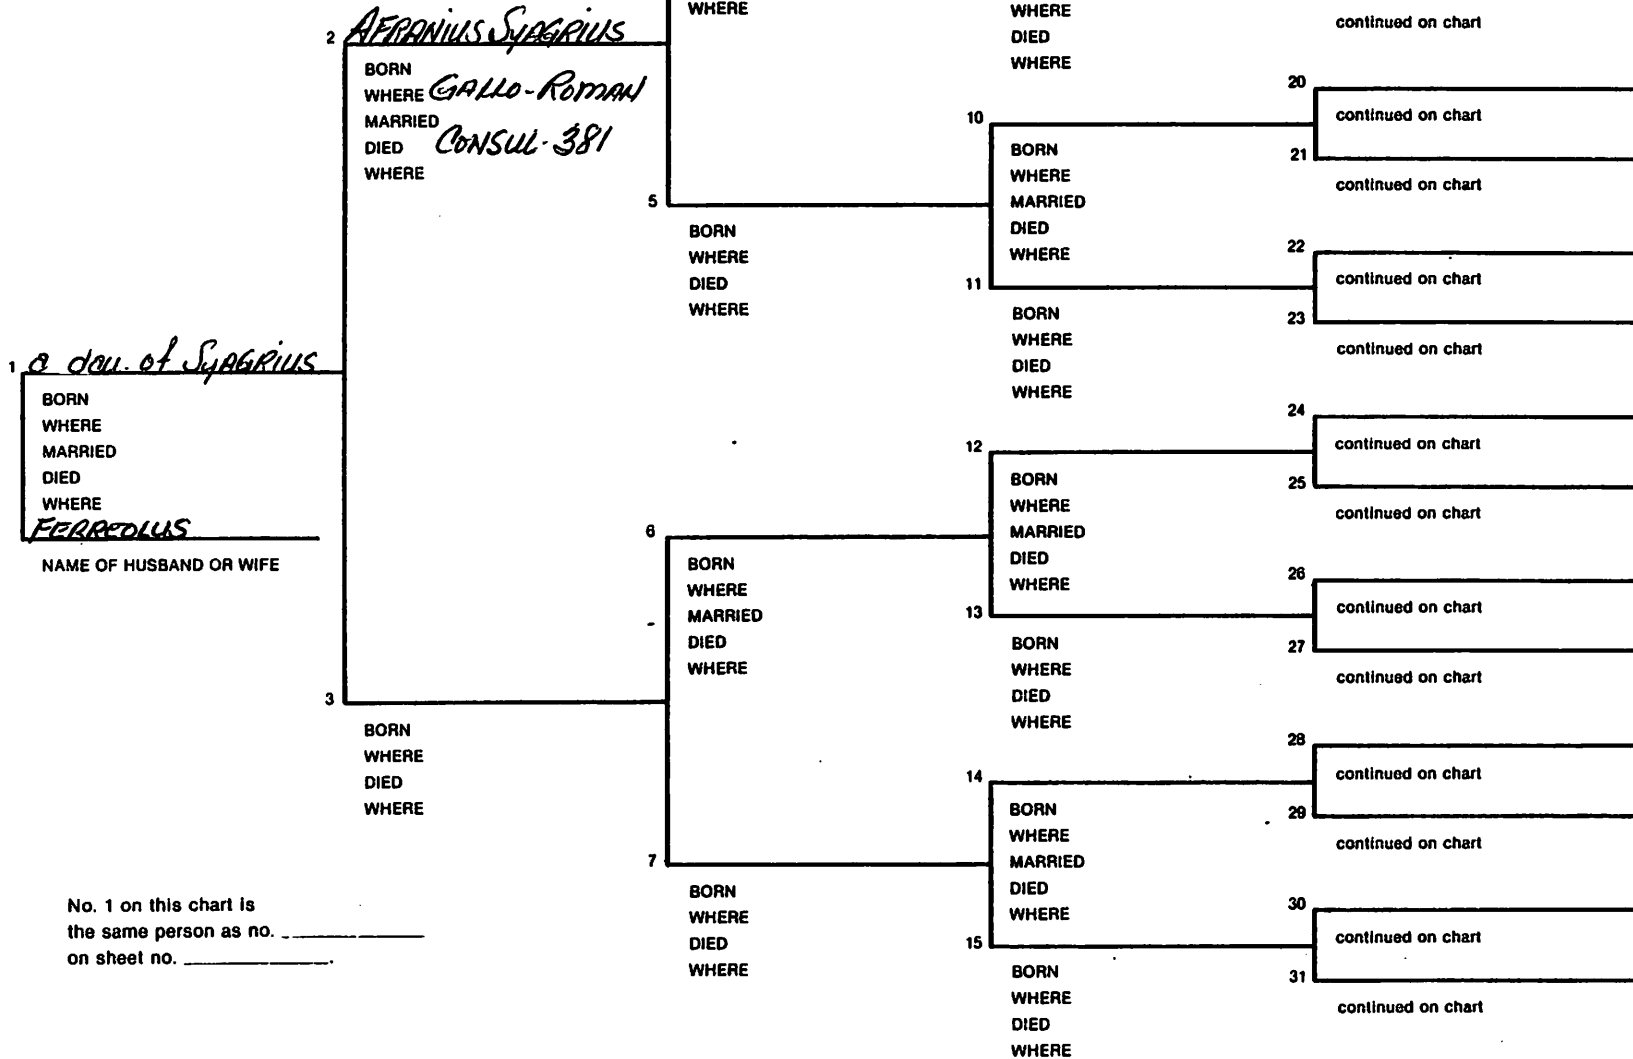 2 AFRANIUS SYAGRIUS
BORN
WHERE GALLO-ROMAN
MARRIED
DIED CONSUL-381
WHERE
1 a dau. of SYAGRIUS
BORN
WHERE
MARRIED
DIED
WHERE
FERREOLUS
NAME OF HUSBAND OR WIFE
3
BORN
WHERE
DIED
WHERE
No. 1 on this chart is
the same person as no.
on sheet no. .
WHERE
5
BORN
WHERE
DIED
WHERE
6
BORN
WHERE
MARRIED
DIED
WHERE
7
BORN
WHERE
DIED
WHERE
WHERE
DIED
WHERE
10
BORN
WHERE
MARRIED
DIED
WHERE
11
BORN
WHERE
DIED
WHERE
12
BORN
WHERE
MARRIED
DIED
WHERE
13
BORN
WHERE
DIED
WHERE
14
BORN
WHERE
MARRIED
DIED
WHERE
15
BORN
WHERE
DIED
WHERE
continued on chart
20
continued on chart
21
continued on chart
22
continued on chart
23
continued on chart
24
continued on chart
25
continued on chart
26
continued on chart
27
continued on chart
28
continued on chart
29
continued on chart
30
continued on chart
31
continued on chart